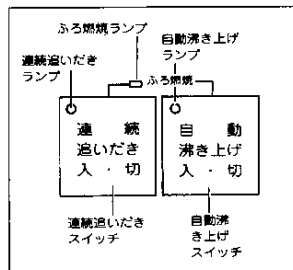 ふろ燃焼ランプ
連続追いだき
ランプ
自動沸き上げ
ランプ
ふろ燃焼
連 続
追いだき
入 ・ 切
自 動
沸き上げ
入 ・ 切
連続追いだき
スイッチ
自動沸
き上げ
スイッチ